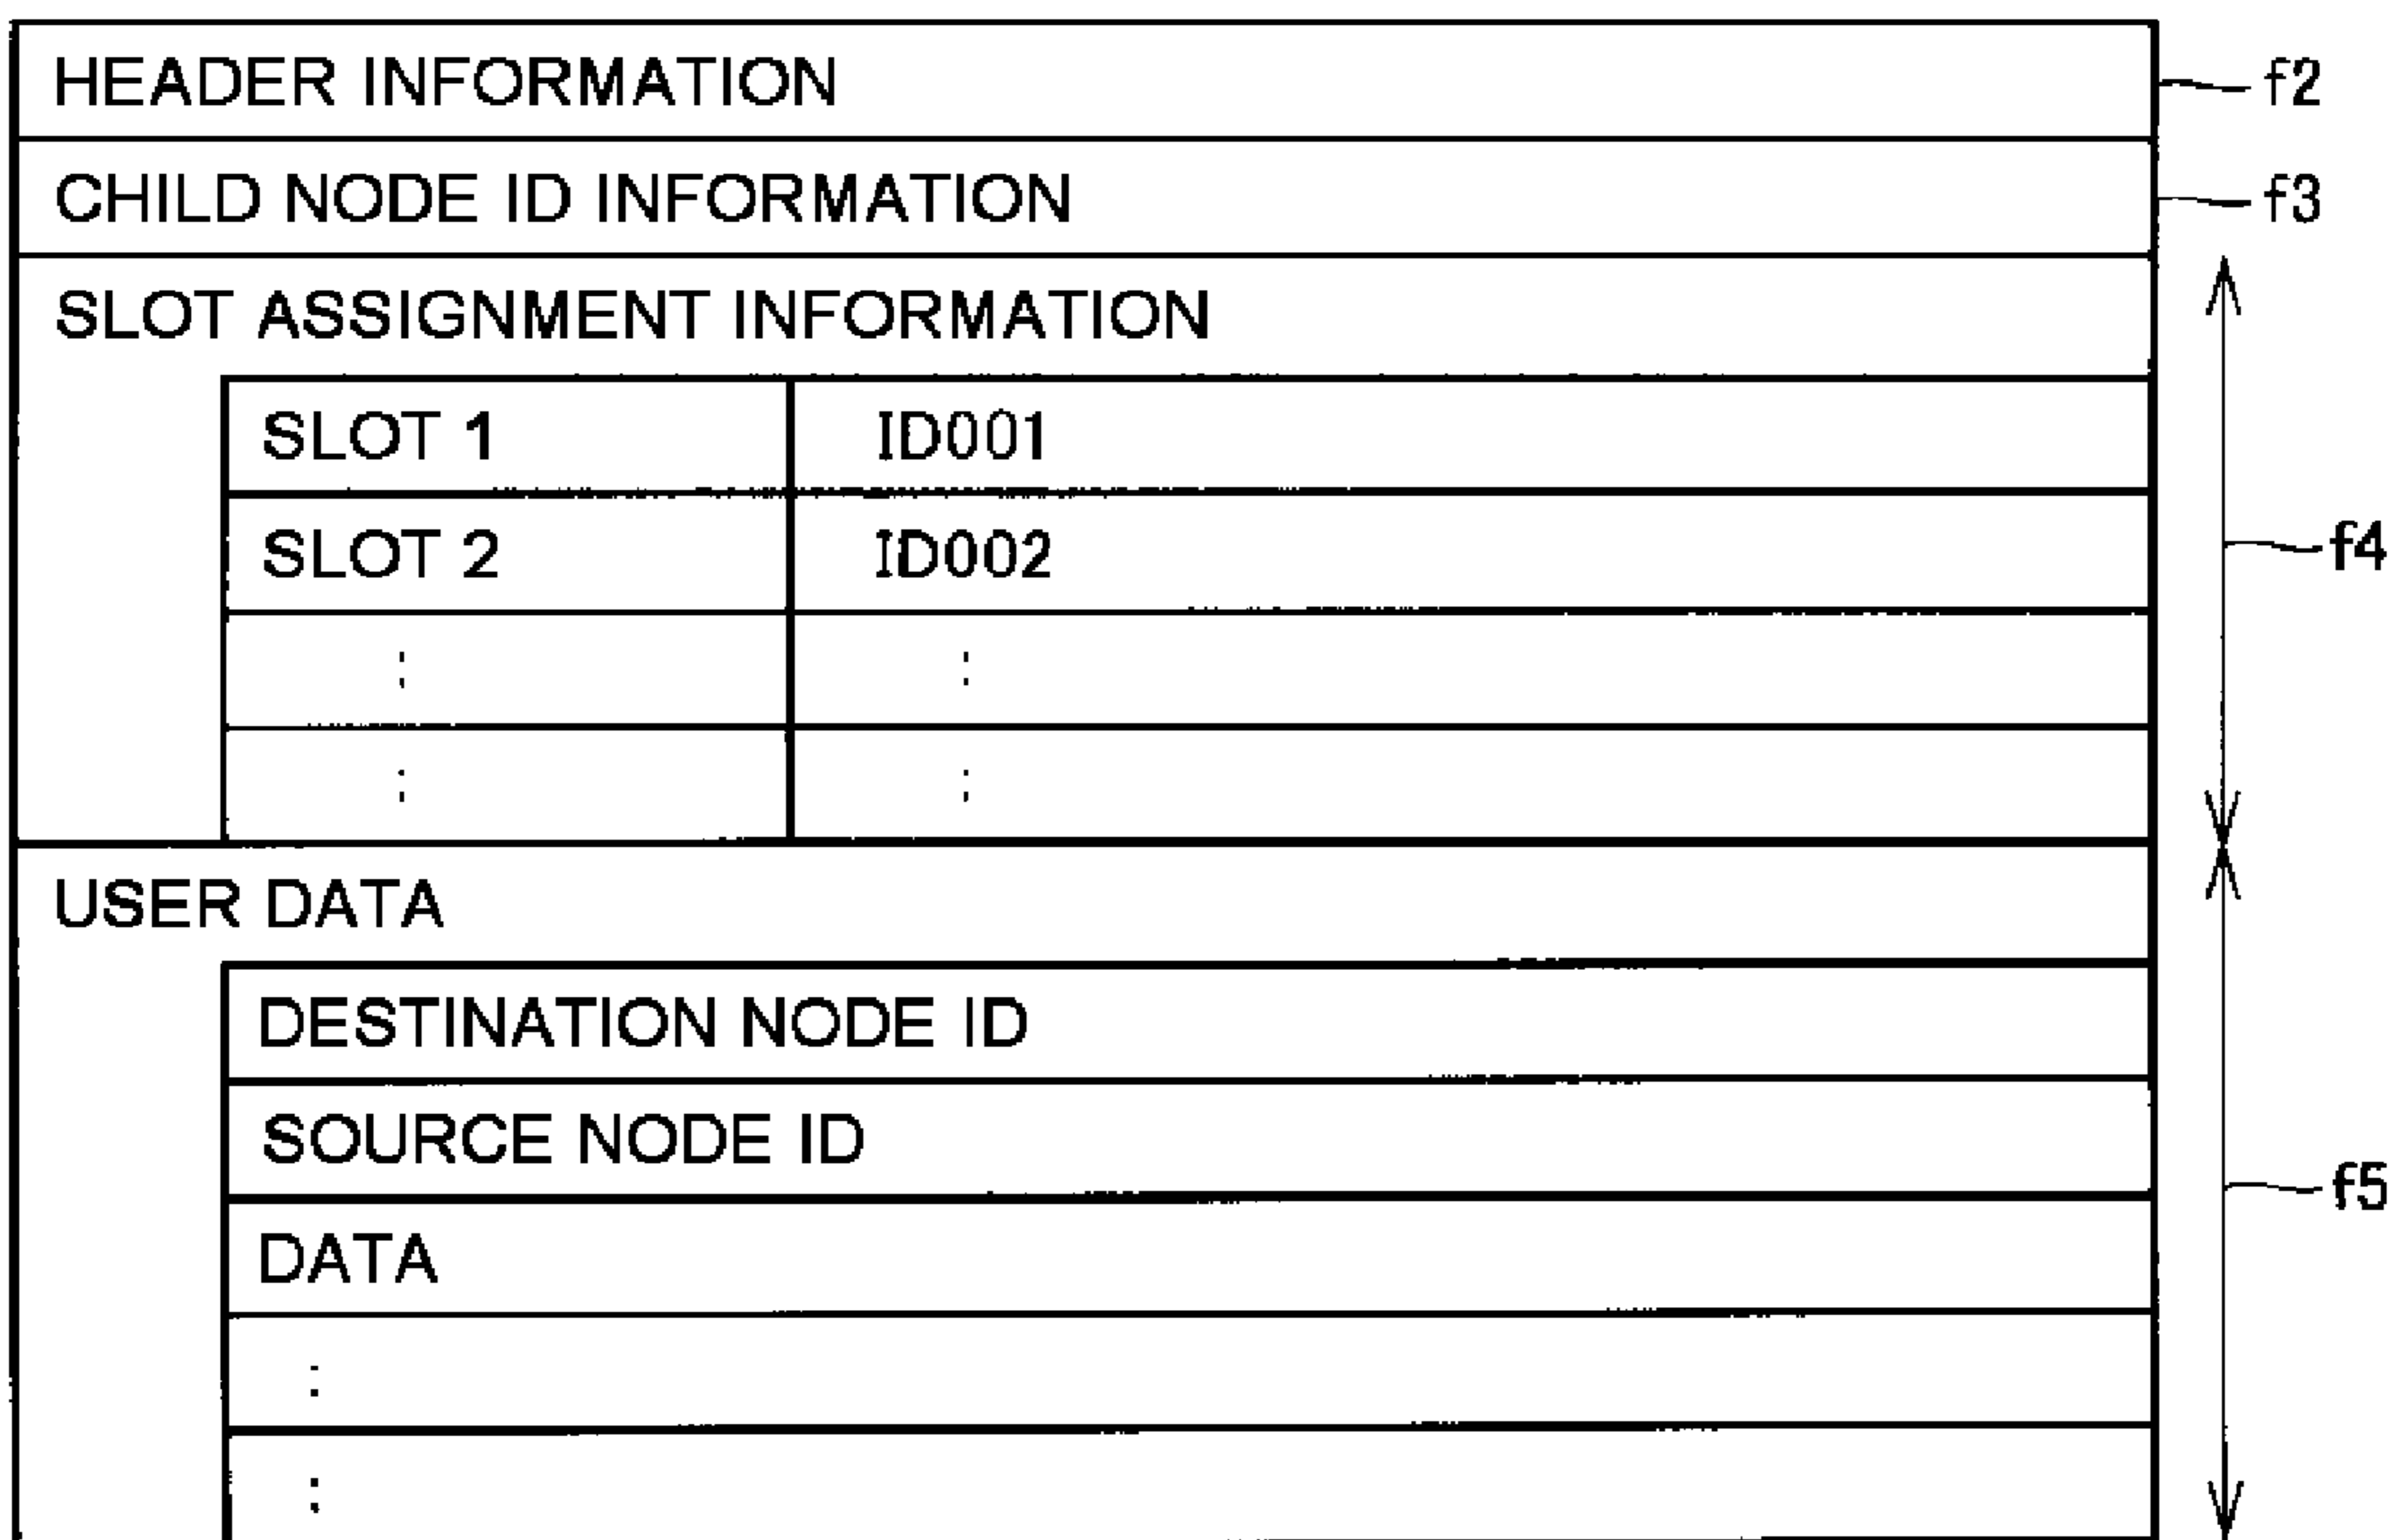 HEADER INFORMATION f2
CHILD NODE ID INFORMATION f3
SLOT ASSIGNMENT INFORMATION
SLOT 1 ID001
SLOT 2 ID002
: :
: :
f4
USER DATA
DESTINATION NODE ID
SOURCE NODE ID
DATA
:
:
f5